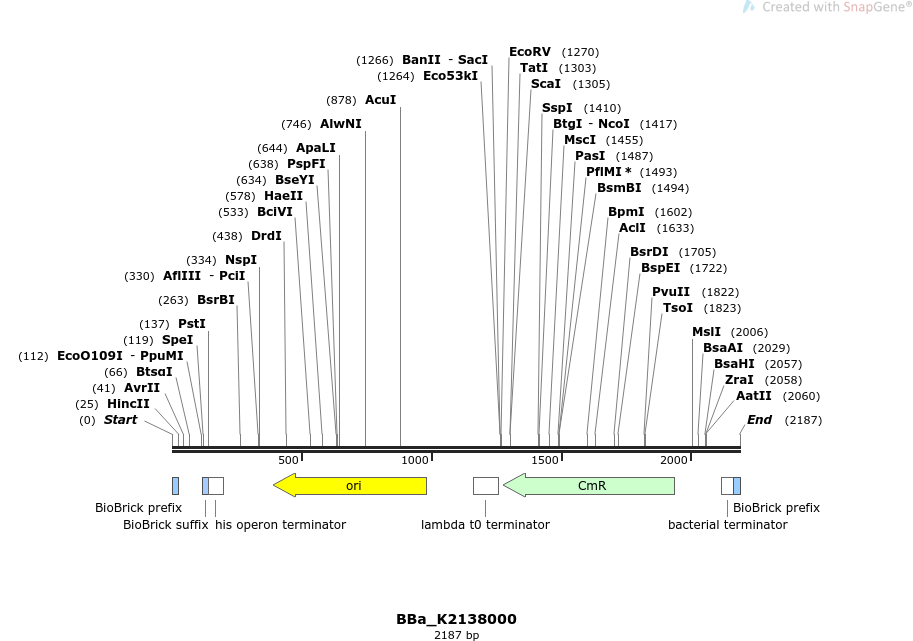 Created with SnapGene®
(1266) BanII - SacI
(1264) Eco53kI
(878) AcuI
(746) AlwNI
(644) ApaLI
(638) PspFI
(634) BseYI
(578) HaeII
(533) BciVI
(438) DrdI
(334) NspI
(330) AflIII - PciI
(263) BsrBI
(137) PstI
(119) SpeI
(112) EcoO109I - PpuMI
(66) BtsαI
(41) AvrII
(25) HincII
(0) Start
EcoRV (1270)
TatI (1303)
ScaI (1305)
SspI (1410)
BtgI - NcoI (1417)
MscI (1455)
PasI (1487)
PflMI * (1493)
BsmBI (1494)
BpmI (1602)
AclI (1633)
BsrDI (1705)
BspEI (1722)
PvuII (1822)
TsoI (1823)
MslI (2006)
BsaAI (2029)
BsaHI (2057)
ZraI (2058)
AatII (2060)
End (2187)
500 1000 1500 2000
ori CmR
BioBrick prefix BioBrick prefix
BioBrick suffix his operon terminator lambda t0 terminator bacterial terminator
BBa_K2138000
2187 bp